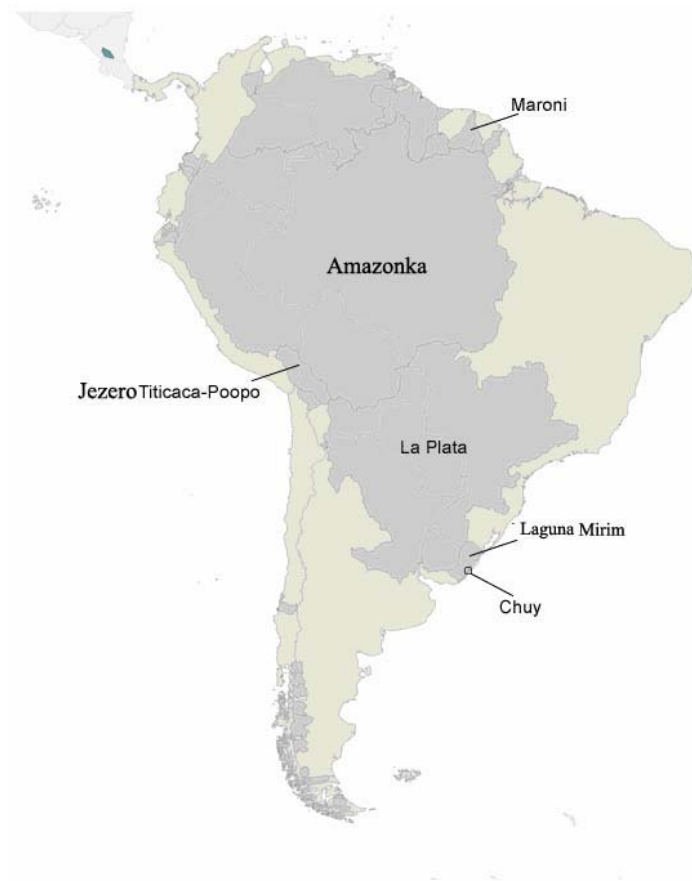 Maroni
Amazonka
Jezero Titicaca-Poopo
La Plata
Laguna Mirim
Chuy